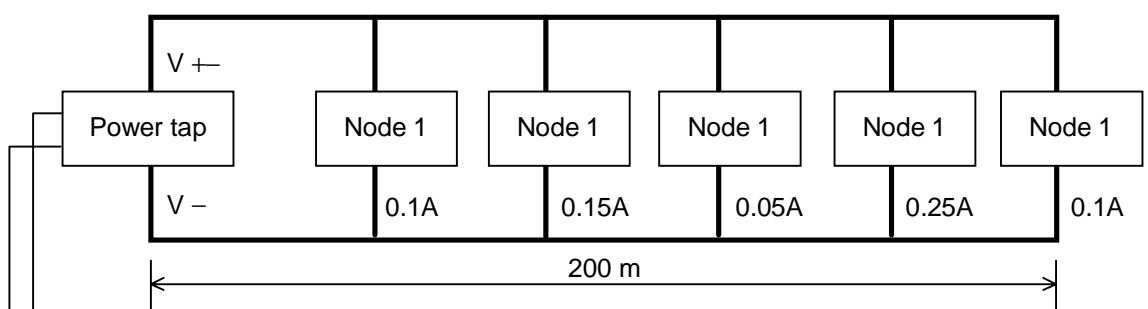 V +−
Power tap
Node 1
Node 1
Node 1
Node 1
Node 1
V −
0.1A
0.15A
0.05A
0.25A
0.1A
200 m